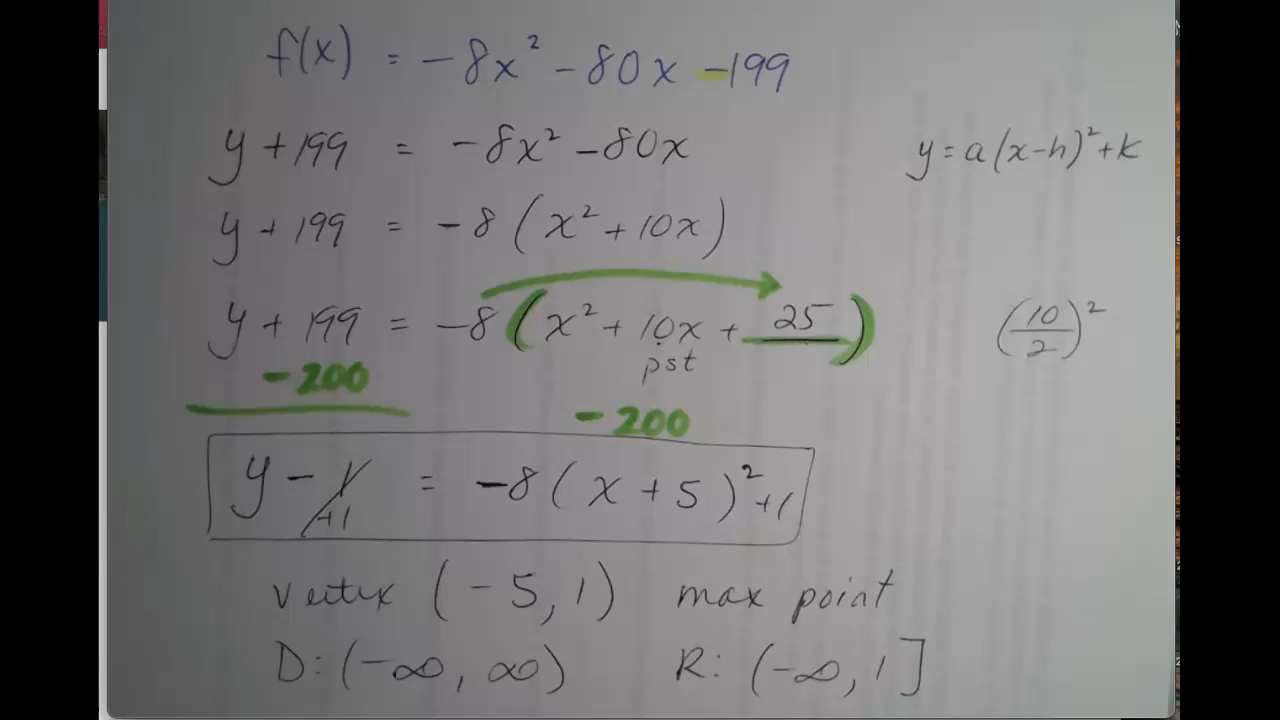 f(x) = -8x² - 80x - 199
y + 199 = -8x² - 80x
y = a(x-h)² + k
y + 199 = -8(x² + 10x)
y + 199 = -8(x² + 10x + 25)
(10/2)²
pst
- 200
- 200
y - 1 = -8(x + 5)² + 1
+1
vertex (-5, 1) max point
D: (-∞, ∞) R: (-∞, 1]